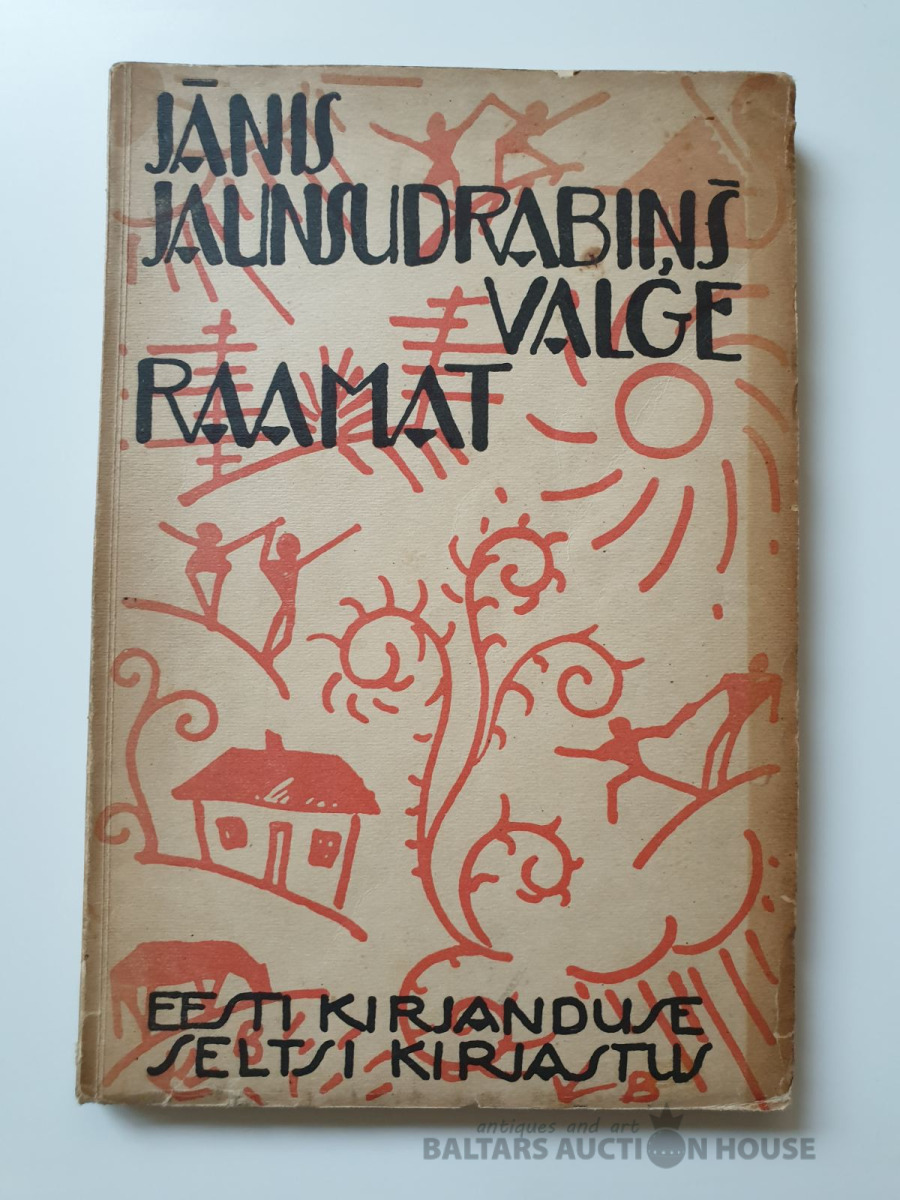 JĀNIS
JAUNSUDRABIŅŠ
VALGE
RAAMAT
EESTI KIRJANDUSE
SELTSI KIRJASTUS
B
antiques and art
BALTARS AUCTION HOUSE